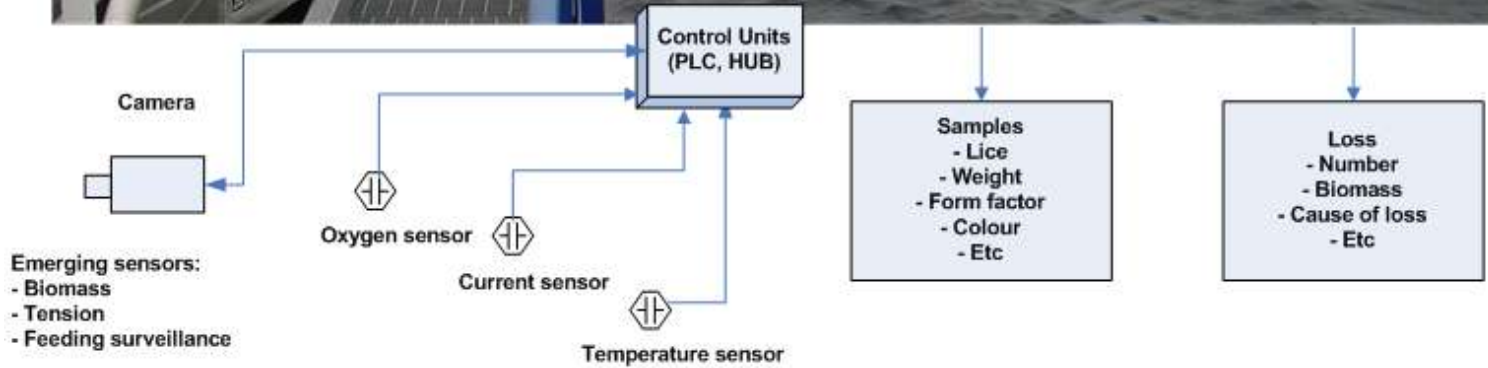 Control Units
(PLC, HUB)
Camera
Samples
- Lice
- Weight
- Form factor
- Colour
- Etc
Loss
- Number
- Biomass
- Cause of loss
- Etc
Oxygen sensor
Current sensor
Temperature sensor
Emerging sensors:
- Biomass
- Tension
- Feeding surveillance